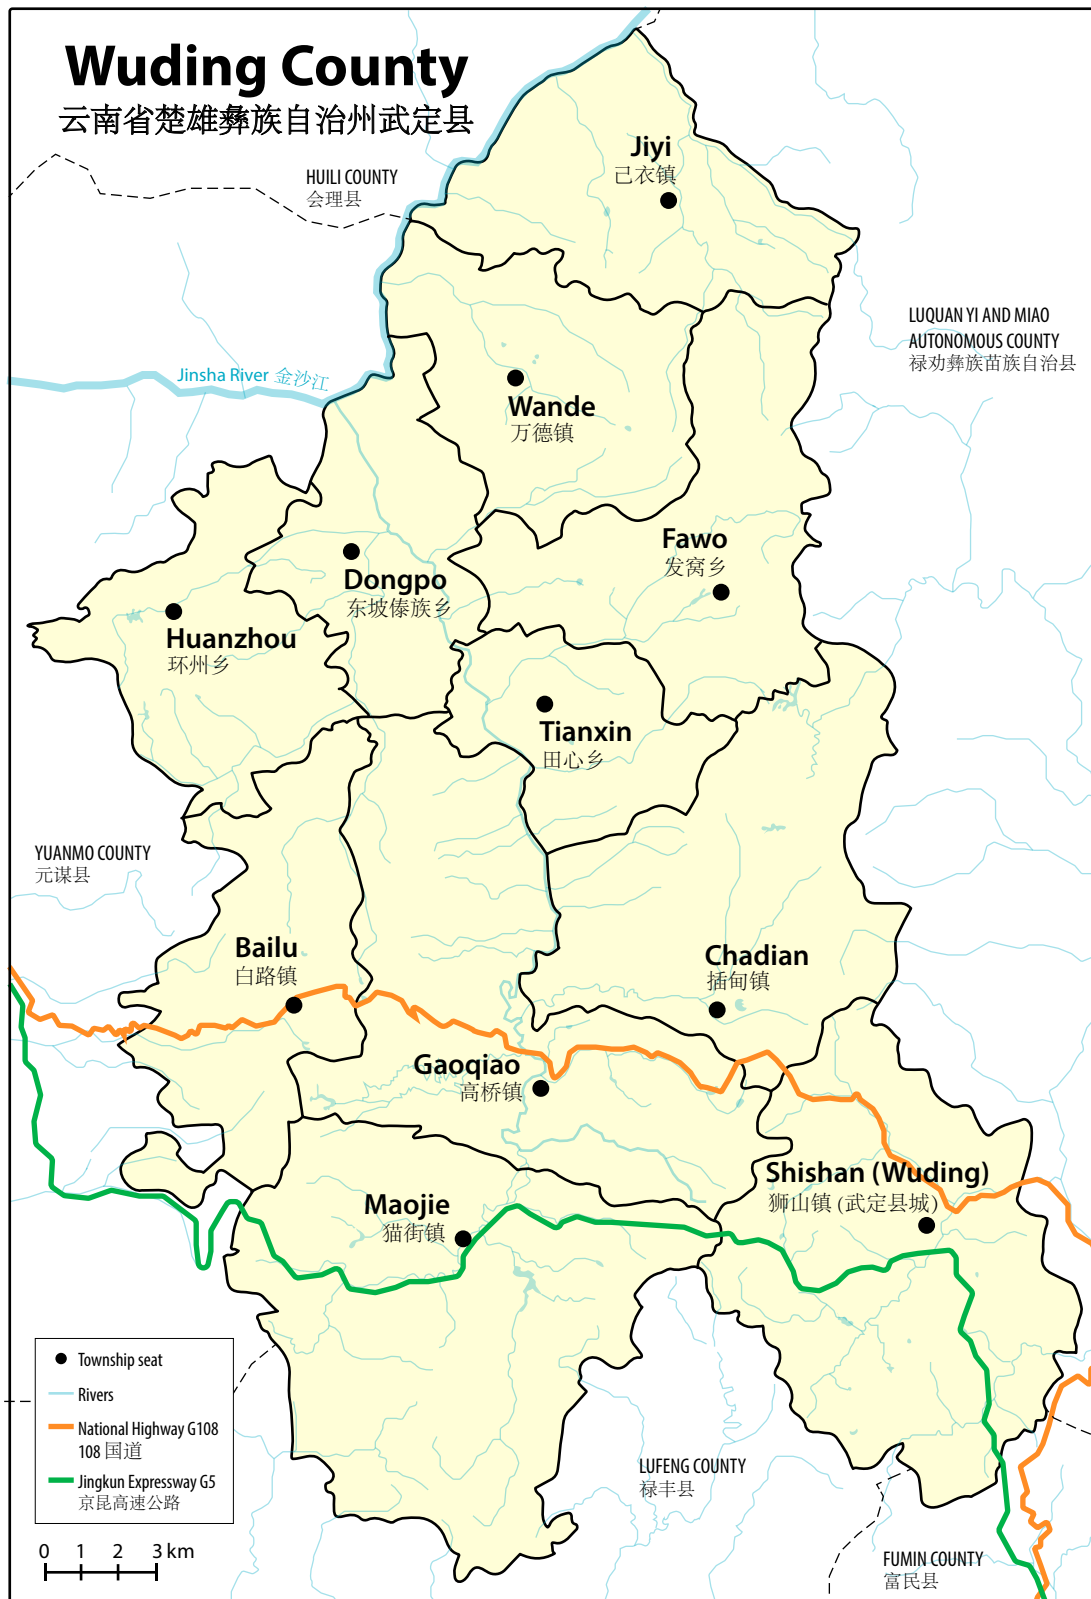 Wuding County
云南省楚雄彝族自治州武定县
Jiyi
己衣镇
HUILI COUNTY
会理县
LUQUAN YI AND MIAO
AUTONOMOUS COUNTY
禄劝彝族苗族自治县
Jinsha River 金沙江
Wande
万德镇
Fawo
发窝乡
Dongpo
东坡傣族乡
Huanzhou
环州乡
Tianxin
田心乡
YUANMO COUNTY
元谋县
Bailu
白路镇
Chadian
插甸镇
Gaoqiao
高桥镇
Shishan (Wuding)
狮山镇 (武定县城)
Maojie
猫街镇
Township seat
Rivers
National Highway G108
108 国道
Jingkun Expressway G5
京昆高速公路
LUFENG COUNTY
禄丰县
0 1 2 3 km
FUMIN COUNTY
富民县